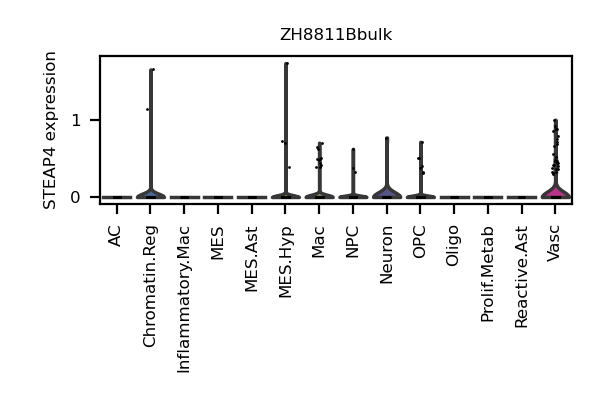 ZH8811Bbulk
STEAP4 expression
1
0
AC
Chromatin.Reg
Inflammatory.Mac
MES
MES.Ast
MES.Hyp
Mac
NPC
Neuron
OPC
Oligo
Prolif.Metab
Reactive.Ast
Vasc